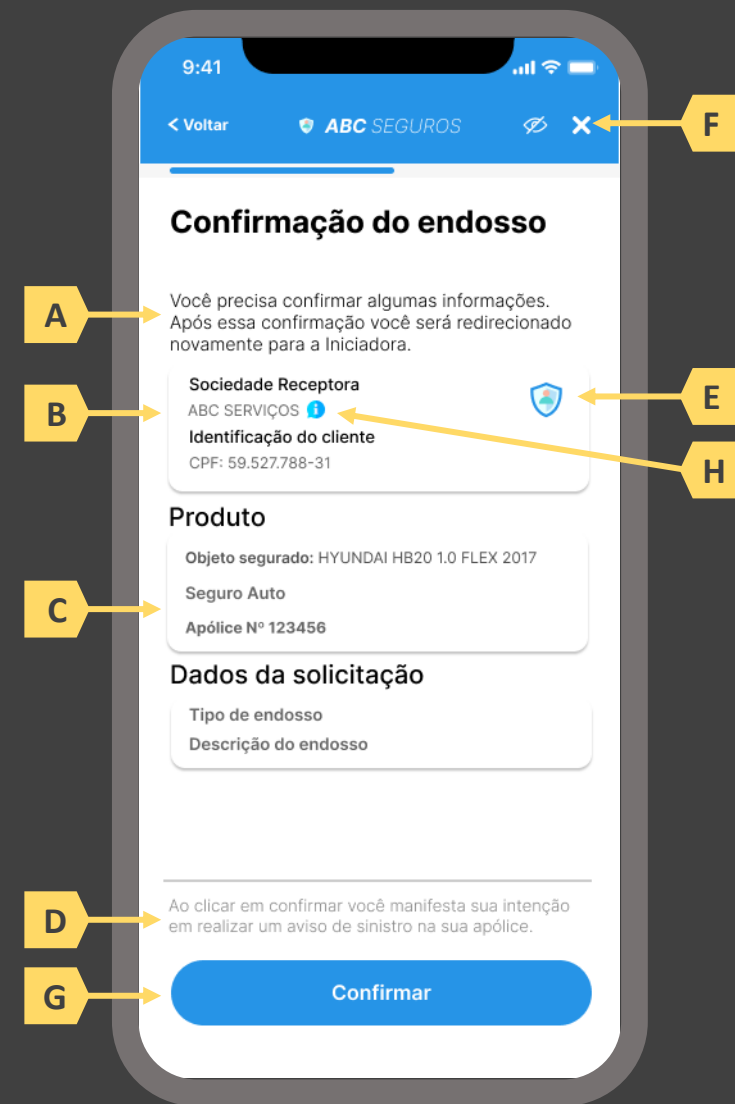 9:41
< Voltar ABC SEGUROS
F
Confirmação do endosso
A
Você precisa confirmar algumas informações.
Após essa confirmação você será redirecionado
novamente para a Iniciadora.
Sociedade Receptora
E
B
ABC SERVIÇOS
Identificação do cliente
H
CPF: 59.527.788-31
Produto
Objeto segurado: HYUNDAI HB20 1.0 FLEX 2017
Seguro Auto
C
Apólice Nº 123456
Dados da solicitação
Tipo de endosso
Descrição do endosso
Ao clicar em confirmar você manifesta sua intenção
D
em realizar um aviso de sinistro na sua apólice.
G
Confirmar